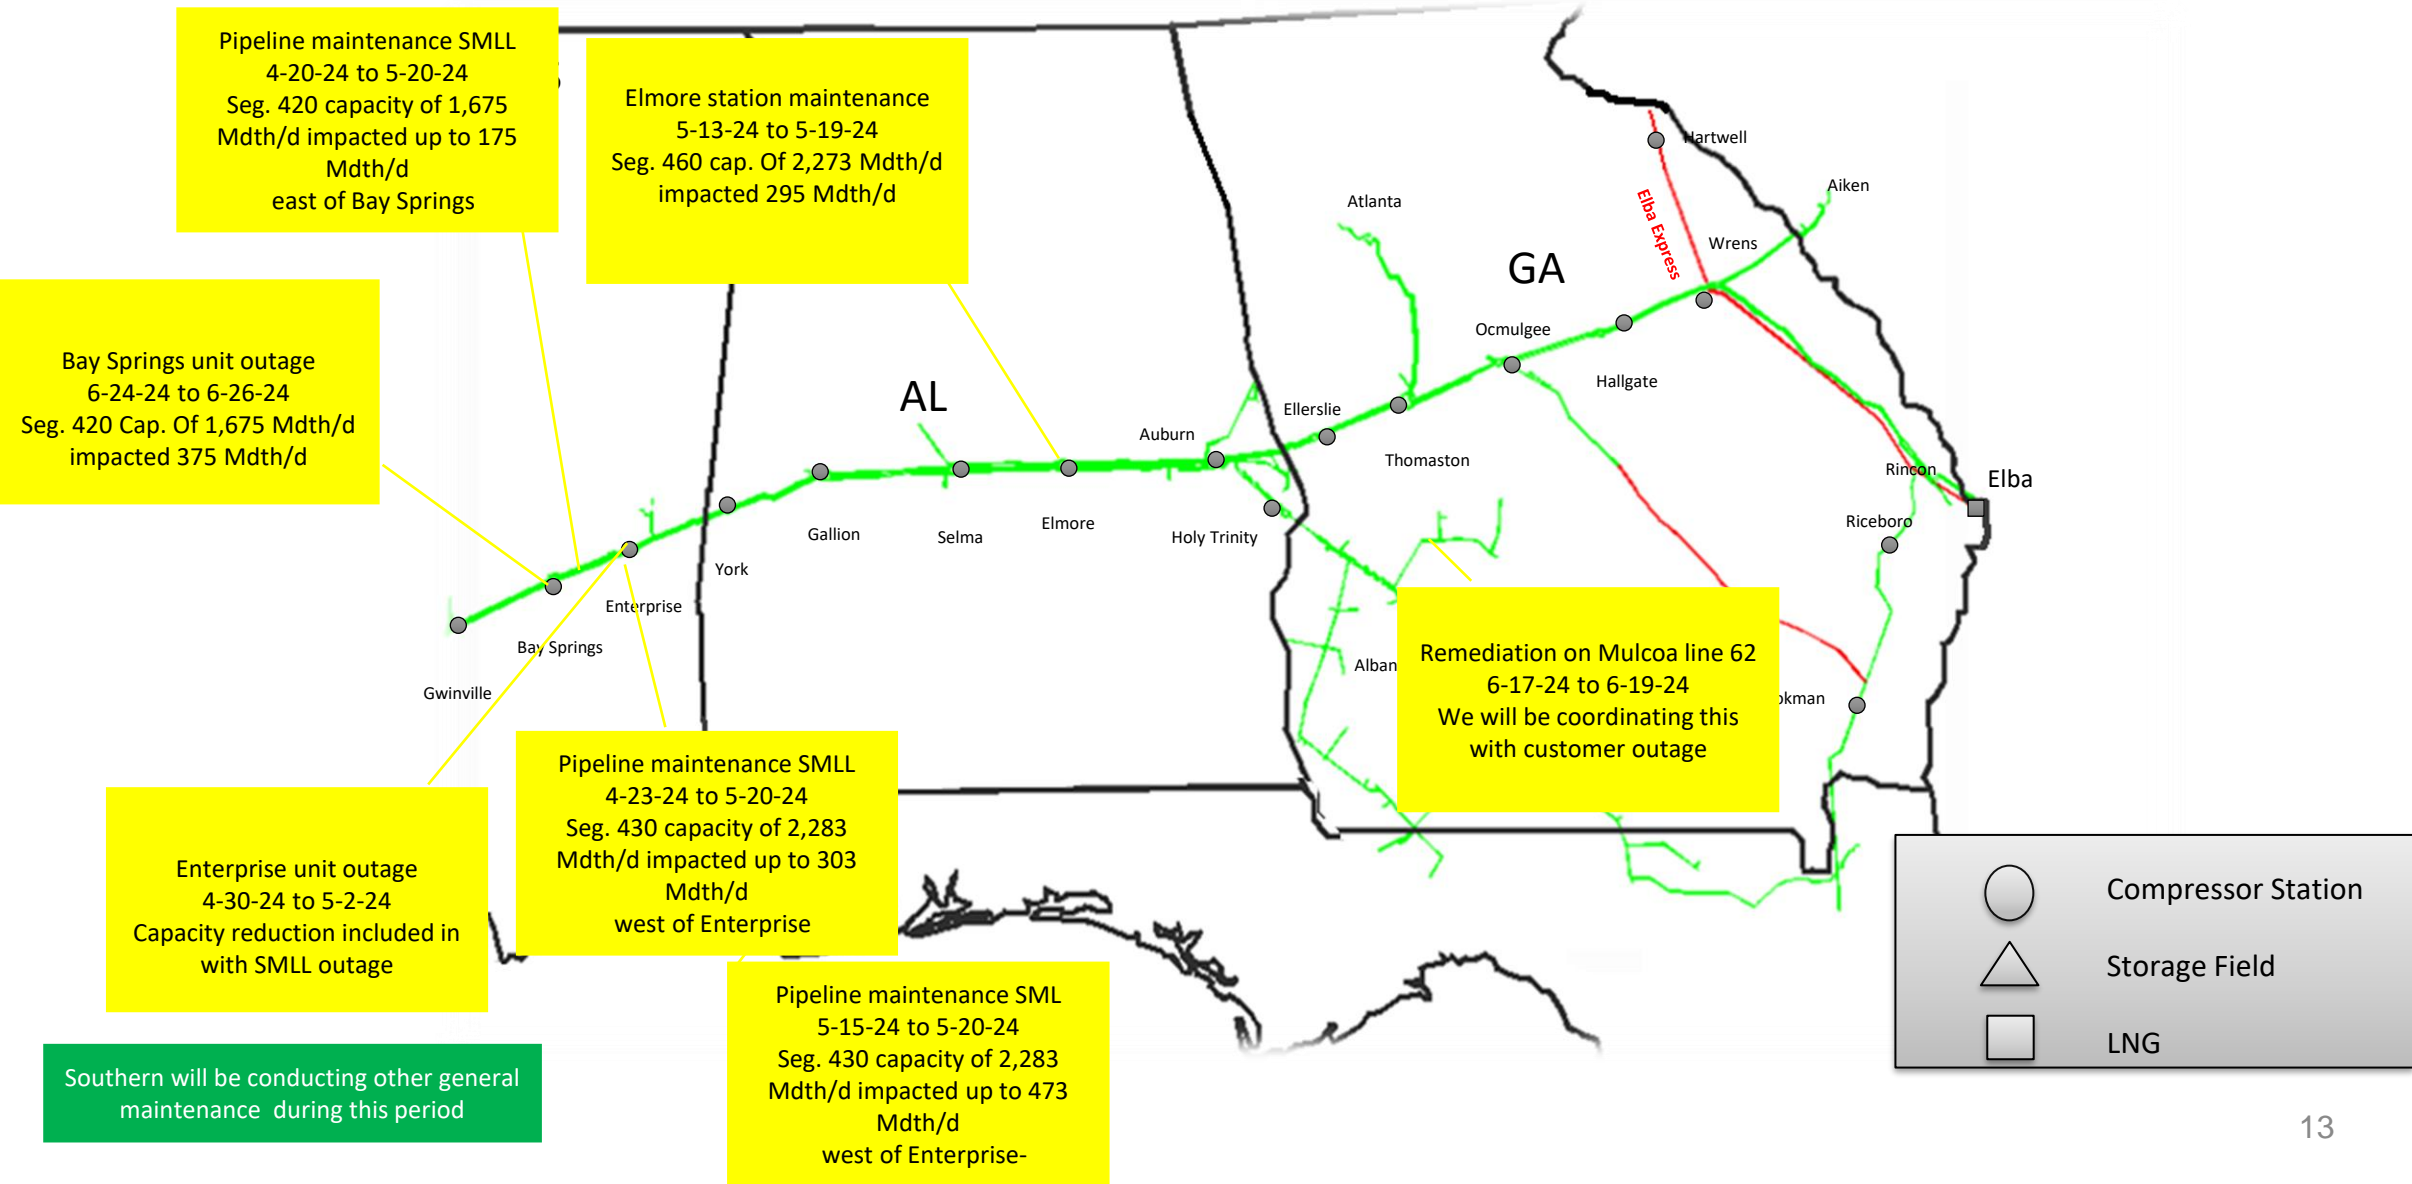 Pipeline maintenance SMLL
4-20-24 to 5-20-24
Seg. 420 capacity of 1,675
Mdth/d impacted up to 175
Mdth/d
east of Bay Springs
Elmore station maintenance
5-13-24 to 5-19-24
Seg. 460 cap. Of 2,273 Mdth/d
impacted 295 Mdth/d
Bay Springs unit outage
6-24-24 to 6-26-24
Seg. 420 Cap. Of 1,675 Mdth/d
impacted 375 Mdth/d
Hartwell
Aiken
Atlanta
Elba Express
Wrens
GA
Ocmulgee
Hallgate
AL
Ellerslie
Auburn
Thomaston
Rincon
Elba
Riceboro
Gallion
Selma
Elmore
Holy Trinity
York
Enterprise
Bay Springs
Gwinville
Alban
okman
Remediation on Mulcoa line 62
6-17-24 to 6-19-24
We will be coordinating this
with customer outage
Pipeline maintenance SMLL
4-23-24 to 5-20-24
Seg. 430 capacity of 2,283
Mdth/d impacted up to 303
Mdth/d
west of Enterprise
Enterprise unit outage
4-30-24 to 5-2-24
Capacity reduction included in
with SMLL outage
Pipeline maintenance SML
5-15-24 to 5-20-24
Seg. 430 capacity of 2,283
Mdth/d impacted up to 473
Mdth/d
west of Enterprise-
Southern will be conducting other general
maintenance during this period
Compressor Station
Storage Field
LNG
13